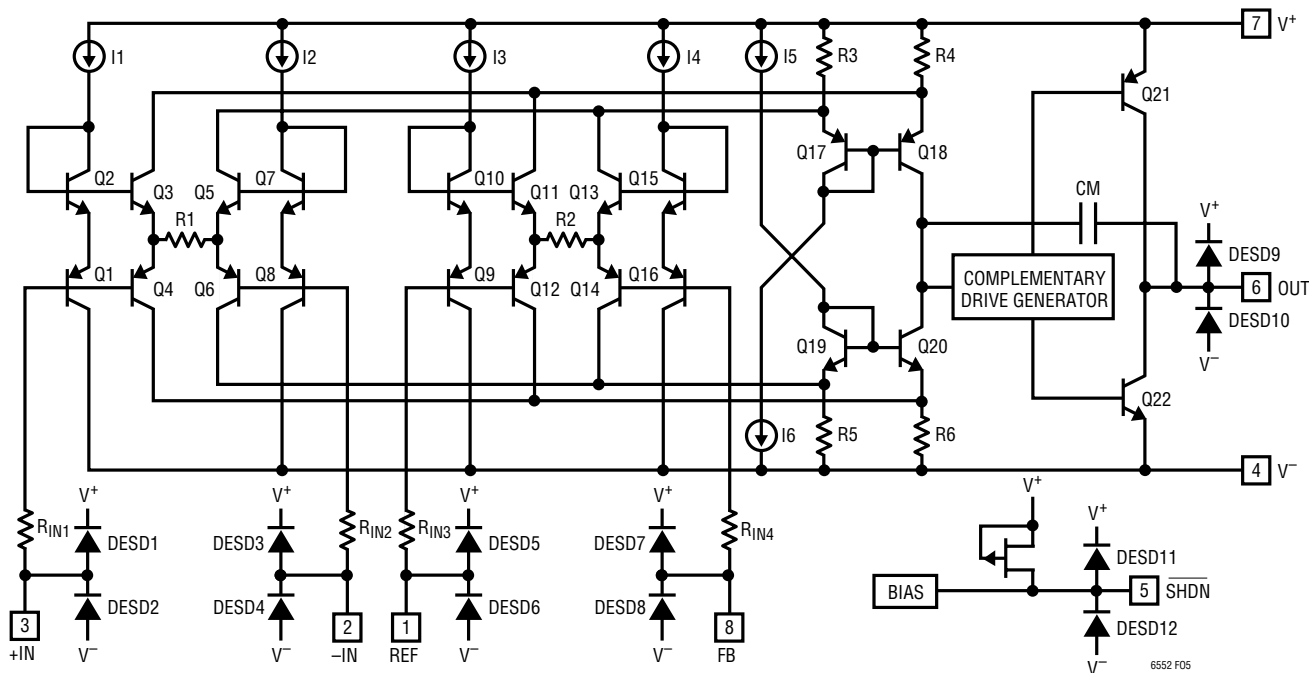 7 V+
I1 I2 I3 I4 I5 R3 R4
Q21
Q17 Q18
Q2 Q3 Q5 Q7 Q10 Q11 Q13 Q15
CM
V+
R1 R2
DESD9
Q1 Q4 Q6 Q8 Q9 Q12 Q14 Q16
COMPLEMENTARY
DRIVE GENERATOR
6 OUT
DESD10
V−
Q19 Q20
Q22
I6 R5 R6
4 V−
V+ V+ V+ V+
RIN1 DESD1 DESD3 RIN2 RIN3 DESD5 DESD7 RIN4
V+
DESD11
DESD2 DESD4 DESD6 DESD8
BIAS 5 SHDN
3 2 1 8
DESD12
+IN V− V− −IN REF V− V− FB
V−
6552 F05